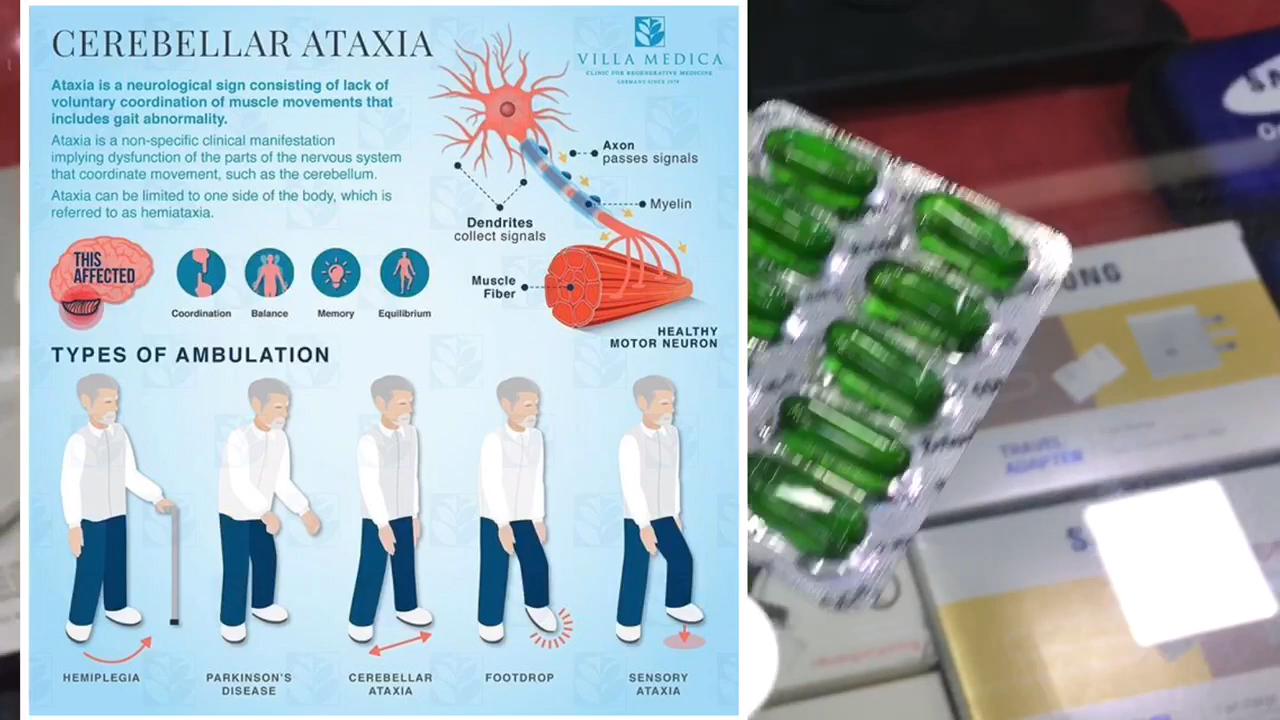 CEREBELLAR ATAXIA
VILLA MEDICA
CLINIC FOR REGENERATIVE MEDICINE
GERMANY SINCE 1979
Ataxia is a neurological sign consisting of lack of
voluntary coordination of muscle movements that
includes gait abnormality.
Ataxia is a non-specific clinical manifestation
implying dysfunction of the parts of the nervous system
that coordinate movement, such as the cerebellum.
Ataxia can be limited to one side of the body, which is
referred to as hemiataxia.
Axon
passes signals
Myelin
Dendrites
collect signals
Muscle
Fiber
HEALTHY
MOTOR NEURON
THIS
AFFECTED
Coordination
Balance
Memory
Equilibrium
TYPES OF AMBULATION
HEMIPLEGIA
PARKINSON'S
DISEASE
CEREBELLAR
ATAXIA
FOOTDROP
SENSORY
ATAXIA
TRAVEL
ADAPTER